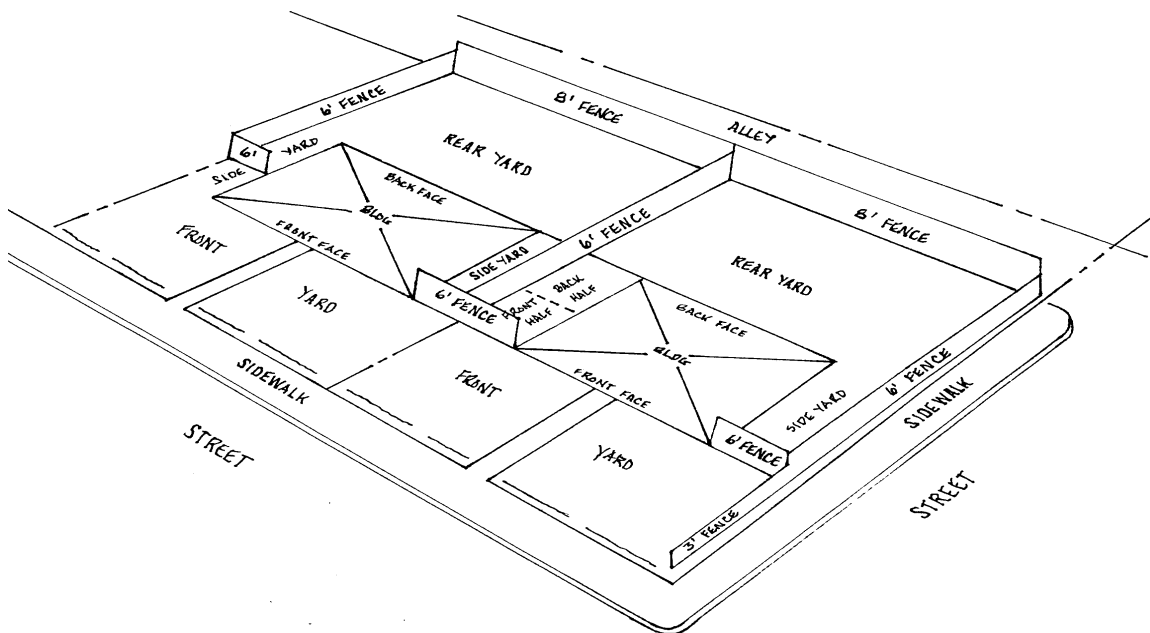 6' FENCE
8' FENCE
ALLEY
6'
SIDE YARD
REAR YARD
BACK FACE
BLDG
FRONT FACE
SIDE YARD
6' FENCE
8' FENCE
REAR YARD
FRONT
YARD
6' FENCE
FRONT HALF
BACK HALF
BACK FACE
BLDG
FRONT FACE
SIDE YARD
6' FENCE
SIDEWALK
FRONT
YARD
6' FENCE
3' FENCE
SIDEWALK
STREET
STREET